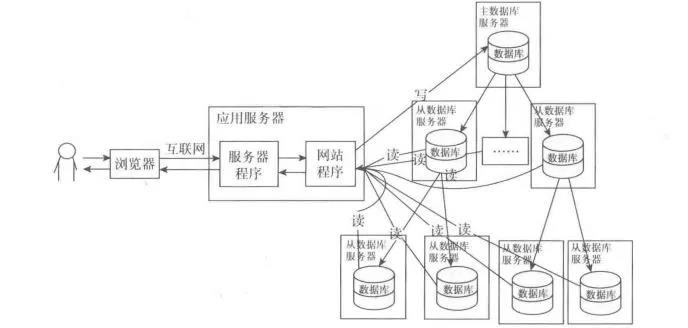 主数据库
服务器
数据库
写
应用服务器
互联网
浏览器
服务器
程序
网站
程序
从数据库
服务器
数据库
读
读
读
……
从数据库
服务器
数据库
读
读
读
读
从数据库
服务器
数据库
从数据库
服务器
数据库
从数据库
服务器
数据库
从数据库
服务器
数据库